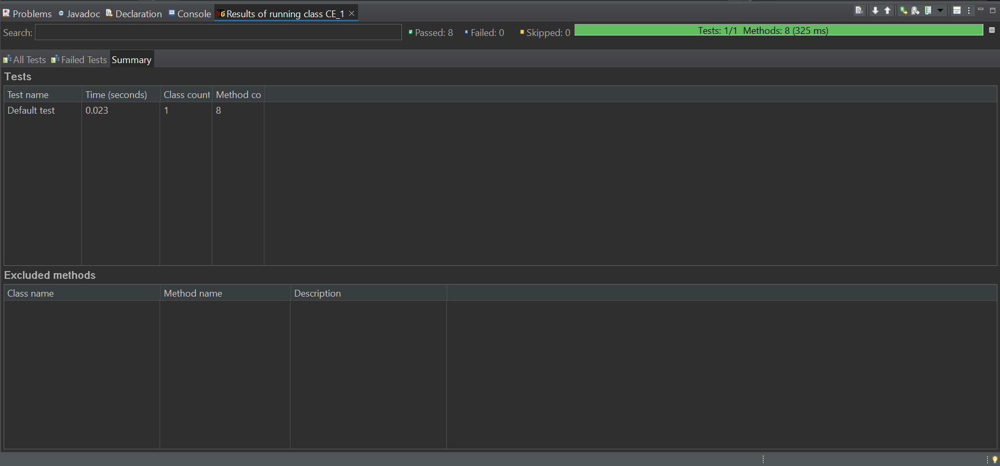 Problems Javadoc Declaration Console Results of running class CE_1
Search: Passed: 8 Failed: 0 Skipped: 0 Tests: 1/1 Methods: 8 (325 ms)
All Tests Failed Tests Summary
Tests
Test name Time (seconds) Class count Method co
Default test 0.023 1 8
Excluded methods
Class name Method name Description